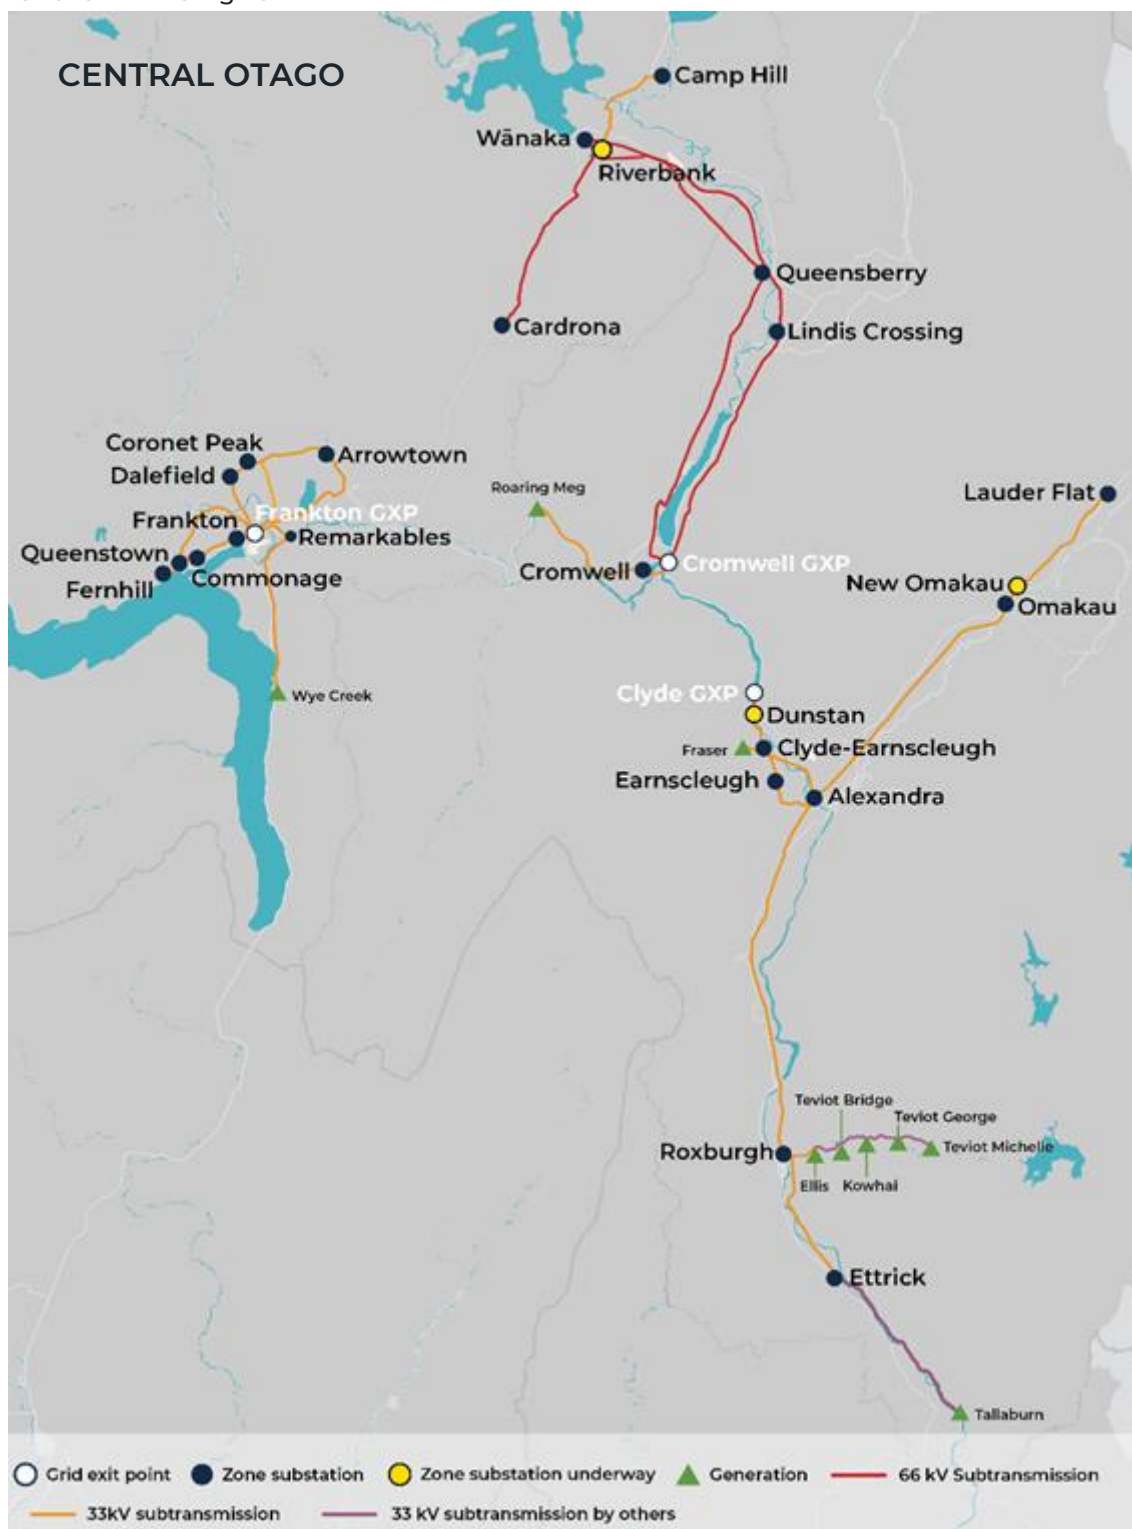 CENTRAL OTAGO
Camp Hill
Wānaka
Riverbank
Queensberry
Cardrona
Lindis Crossing
Coronet Peak
Arrowtown
Dalefield
Roaring Meg
Lauder Flat
Frankton GXP
Frankton
Remarkables
Queenstown
Cromwell GXP
Cromwell
Commonage
Fernhill
New Omakau
Omakau
Clyde GXP
Wye Creek
Dunstan
Fraser
Clyde-Earnscleugh
Earnscleugh
Alexandra
Teviot Bridge
Teviot George
Roxburgh
Teviot Michelle
Ellis
Kowhai
Ettrick
Tallaburn
Grid exit point
Zone substation
Zone substation underway
Generation
66 kV Subtransmission
33kV subtransmission
33 kV subtransmission by others